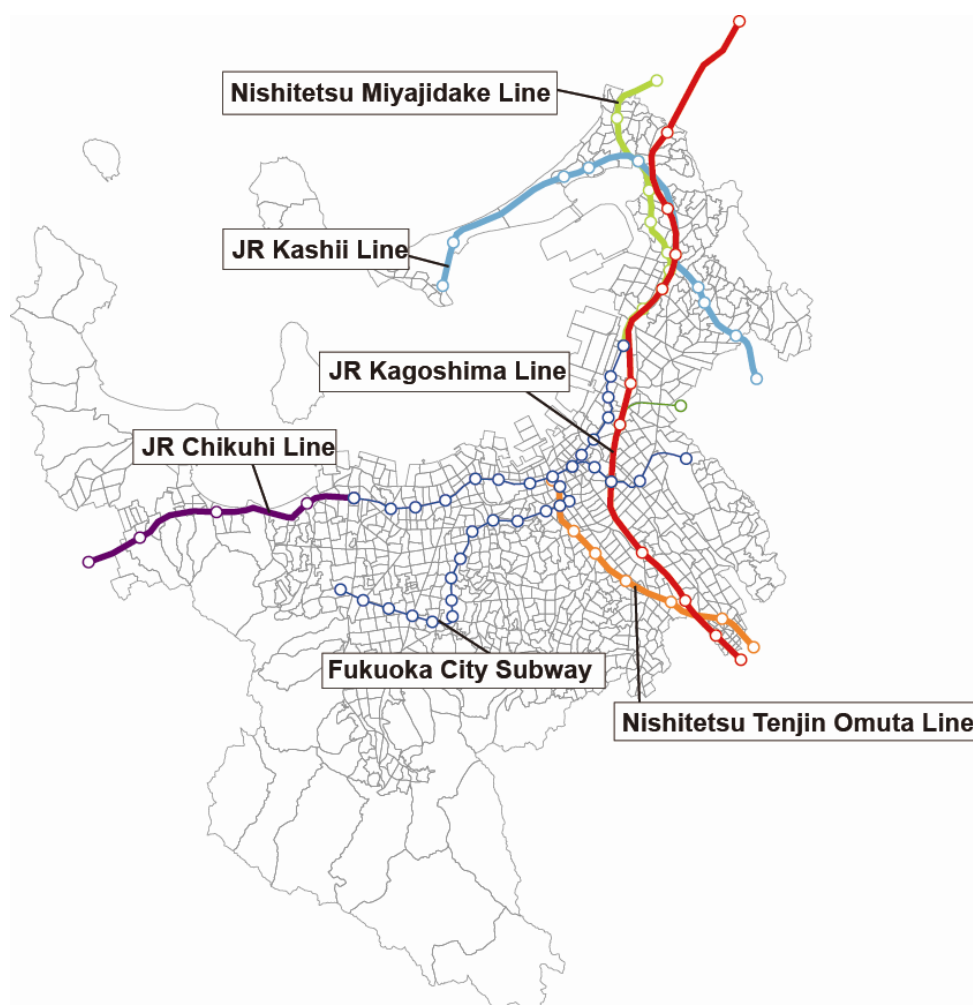 Nishitetsu Miyajidake Line
JR Kashii Line
JR Kagoshima Line
JR Chikuhi Line
Fukuoka City Subway
Nishitetsu Tenjin Omuta Line